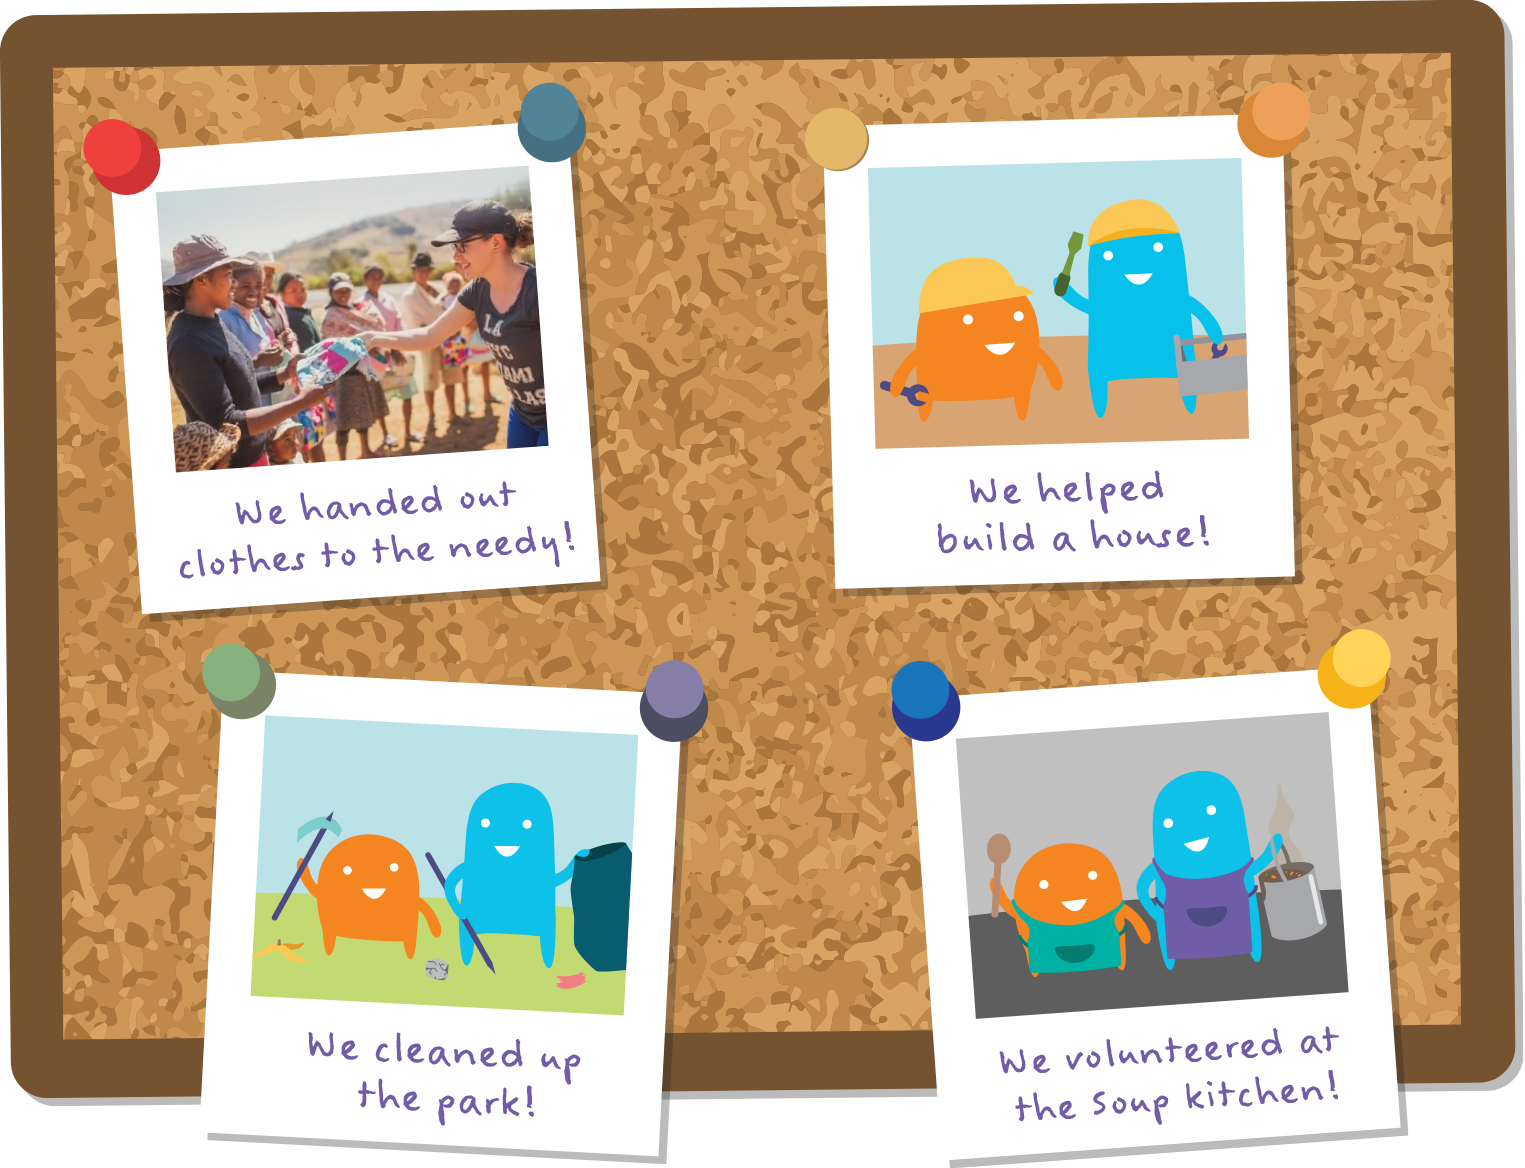 We handed out
clothes to the needy!
We helped
build a house!
We cleaned up
the park!
We volunteered at
the soup kitchen!